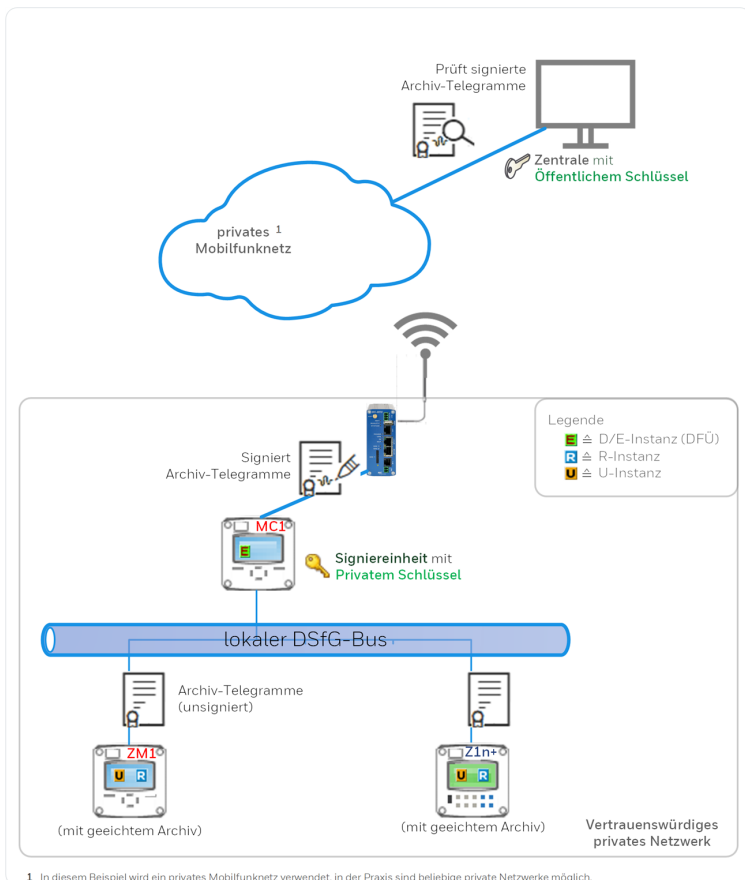 Prüft signierte
Archiv-Telegramme
Zentrale mit
Öffentlichem Schlüssel
privates 1
Mobilfunknetz
Legende
E ≙ D/E-Instanz (DFÜ)
R ≙ R-Instanz
U ≙ U-Instanz
Signiert
Archiv-Telegramme
MC1
E
Signiereinheit mit
Privatem Schlüssel
lokaler DSfG-Bus
Archiv-Telegramme
(unsigniert)
ZM1
U R
Z1n+
U R
(mit geeichtem Archiv)
(mit geeichtem Archiv)
Vertrauenswürdiges
privates Netzwerk
1 In diesem Beispiel wird ein privates Mobilfunknetz verwendet, in der Praxis sind beliebige private Netzwerke möglich.